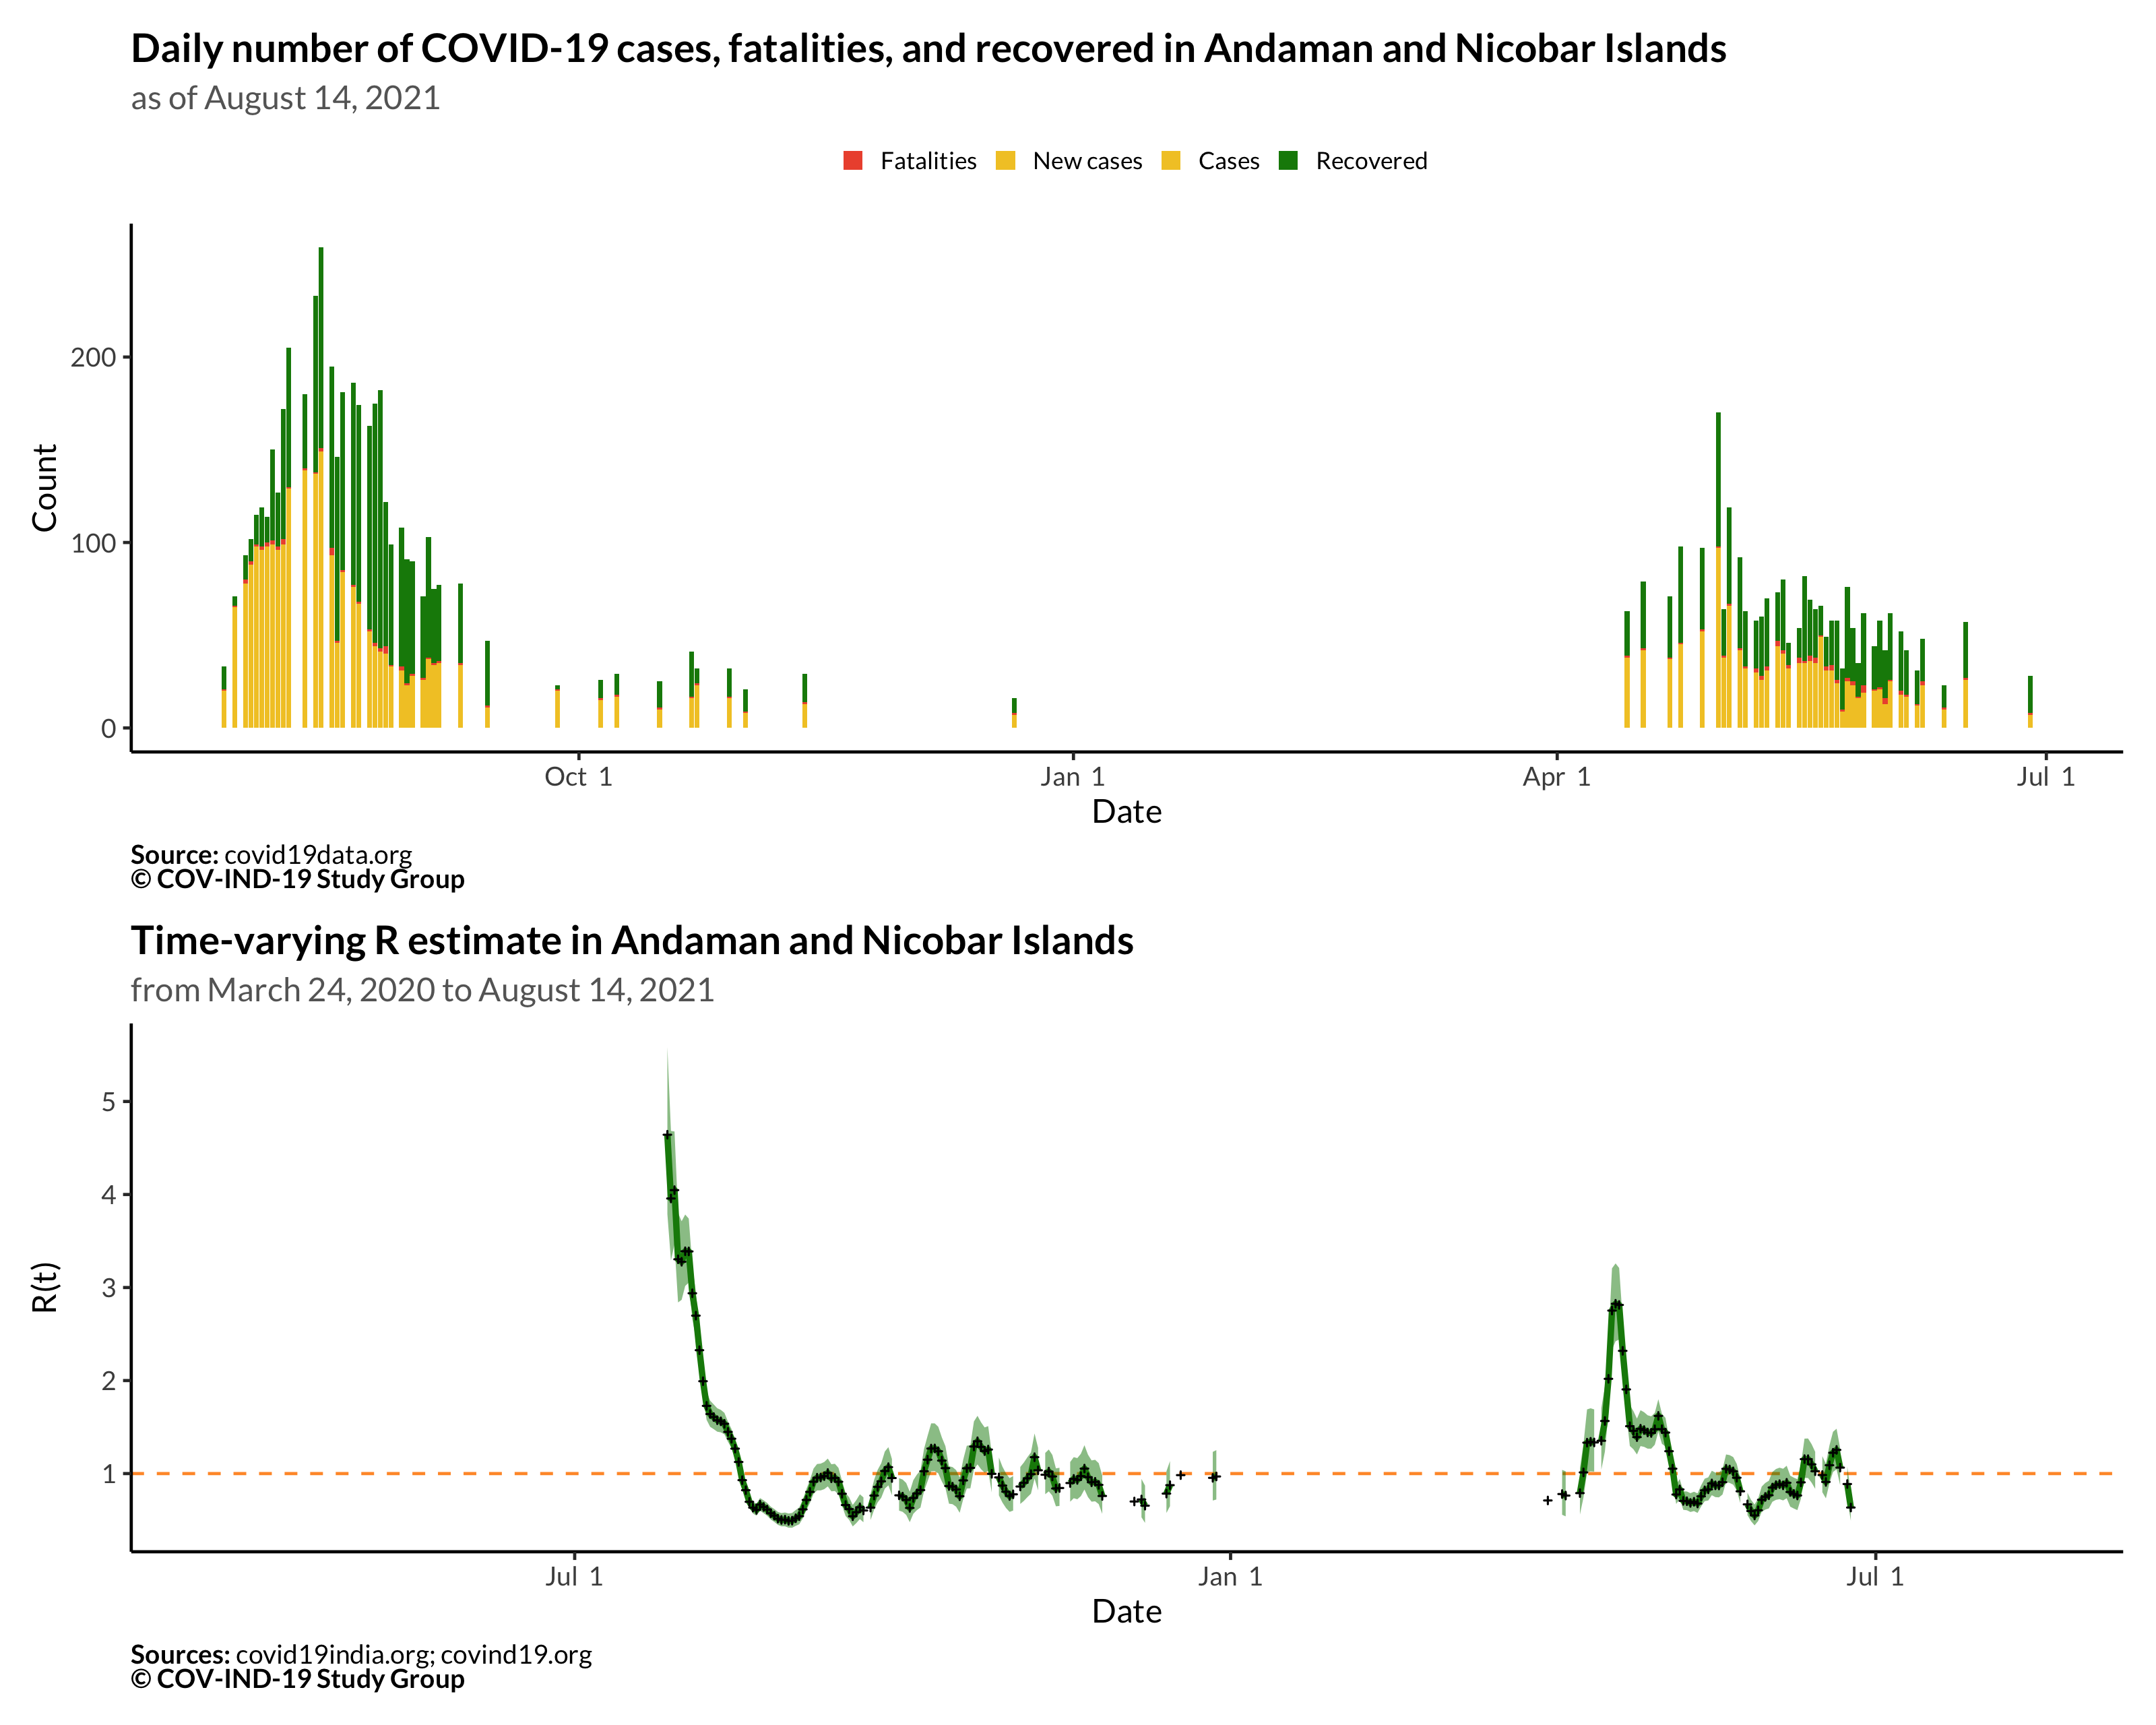 Daily number of COVID-19 cases, fatalities, and recovered in Andaman and Nicobar Islands
as of August 14, 2021
Fatalities New cases Cases Recovered
Count
200
100
0
Oct 1 Jan 1 Apr 1 Jul 1
Date
Source: covid19data.org
© COV-IND-19 Study Group
Time-varying R estimate in Andaman and Nicobar Islands
from March 24, 2020 to August 14, 2021
R(t)
5
4
3
2
1
Jul 1 Jan 1 Jul 1
Date
Sources: covid19india.org; covind19.org
© COV-IND-19 Study Group